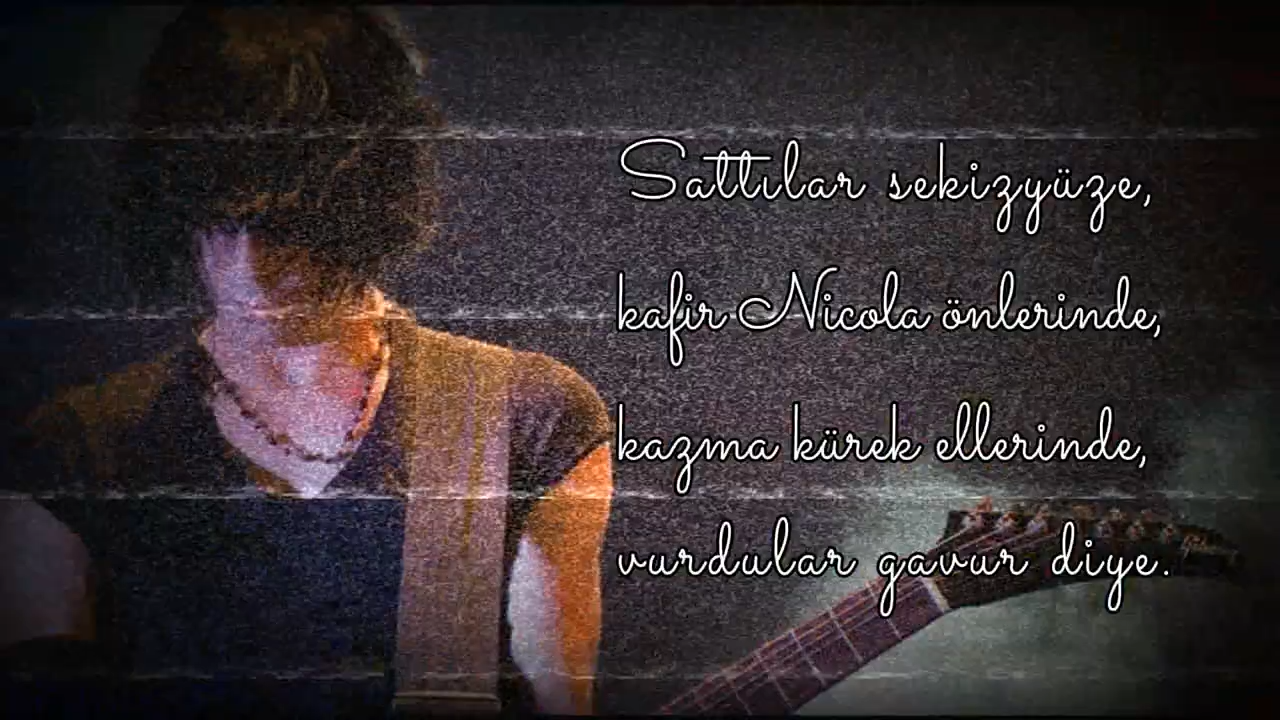 Sattılar sekizyüze,
kafir Nicola önlerinde,
kazma kürek ellerinde,
vurdular gavur diye.